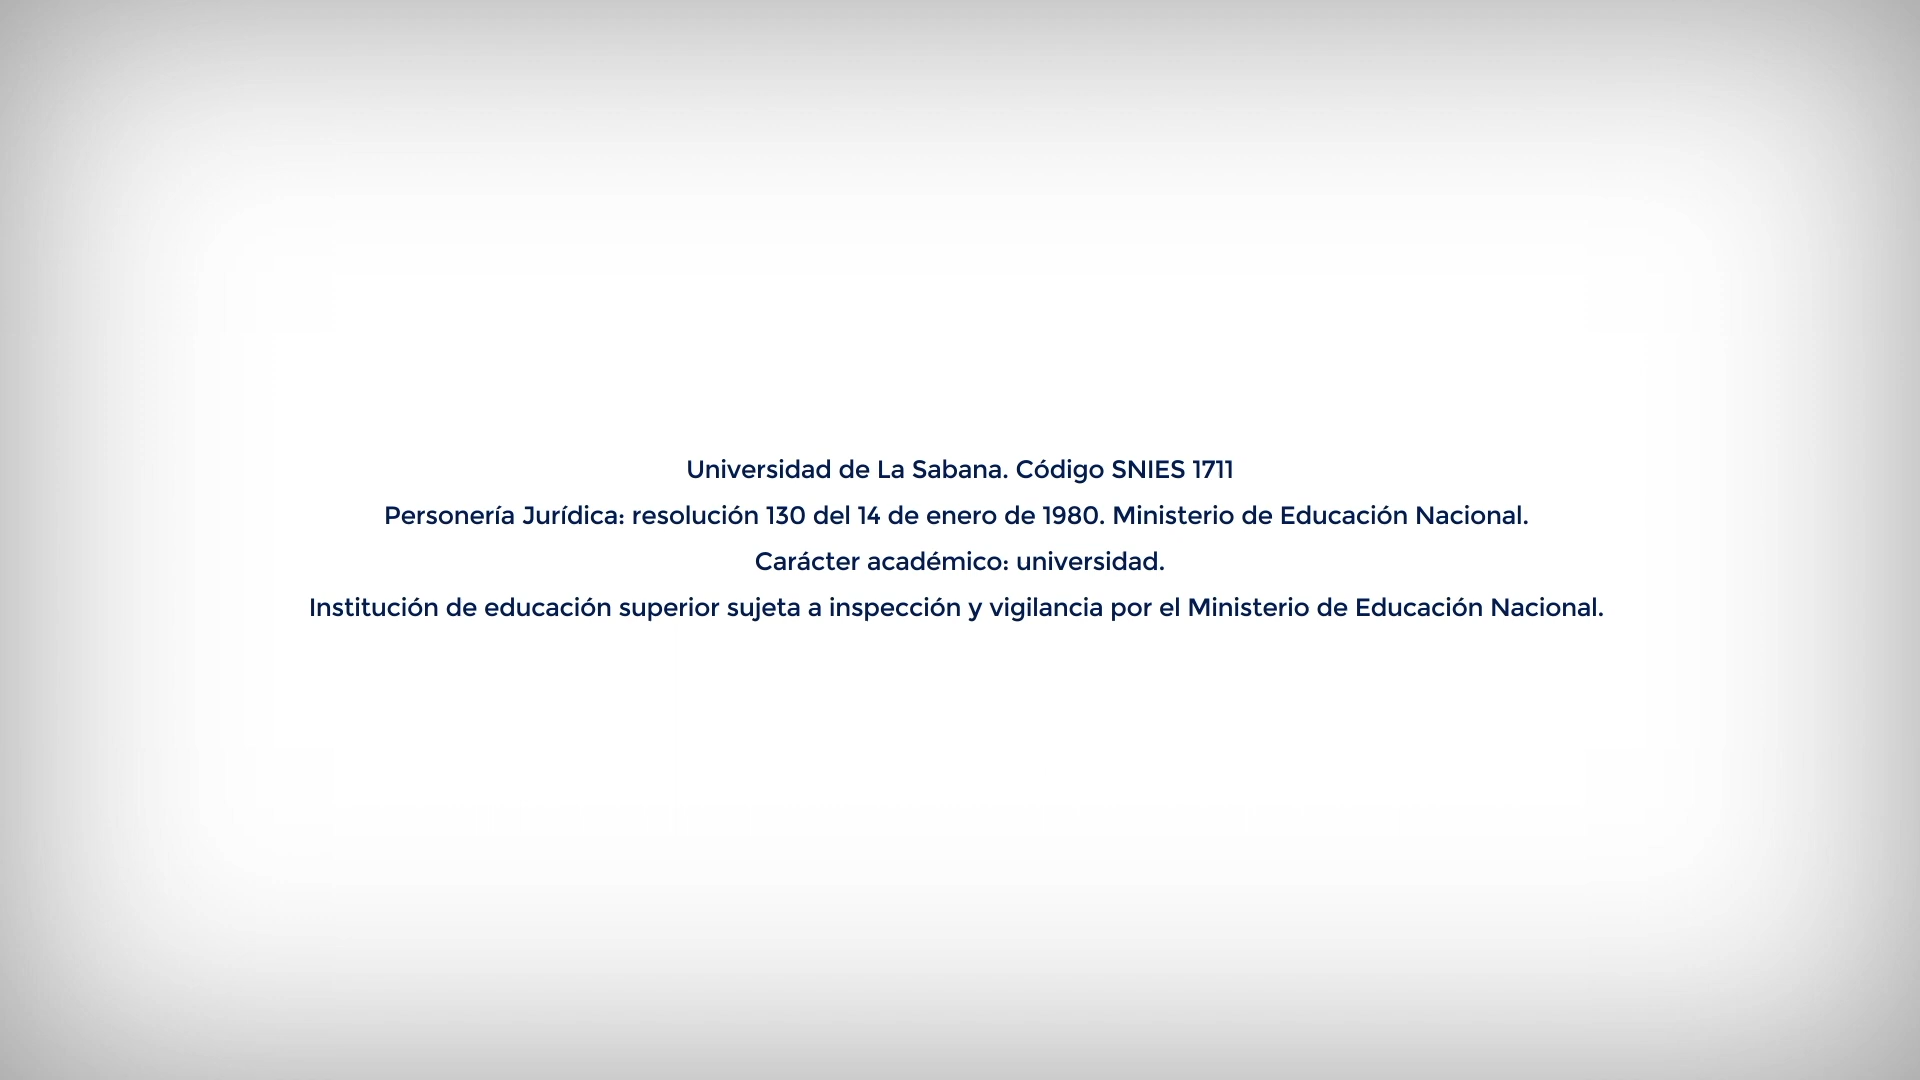 Universidad de La Sabana. Código SNIES 1711
Personería Jurídica: resolución 130 del 14 de enero de 1980. Ministerio de Educación Nacional.
Carácter académico: universidad.
Institución de educación superior sujeta a inspección y vigilancia por el Ministerio de Educación Nacional.